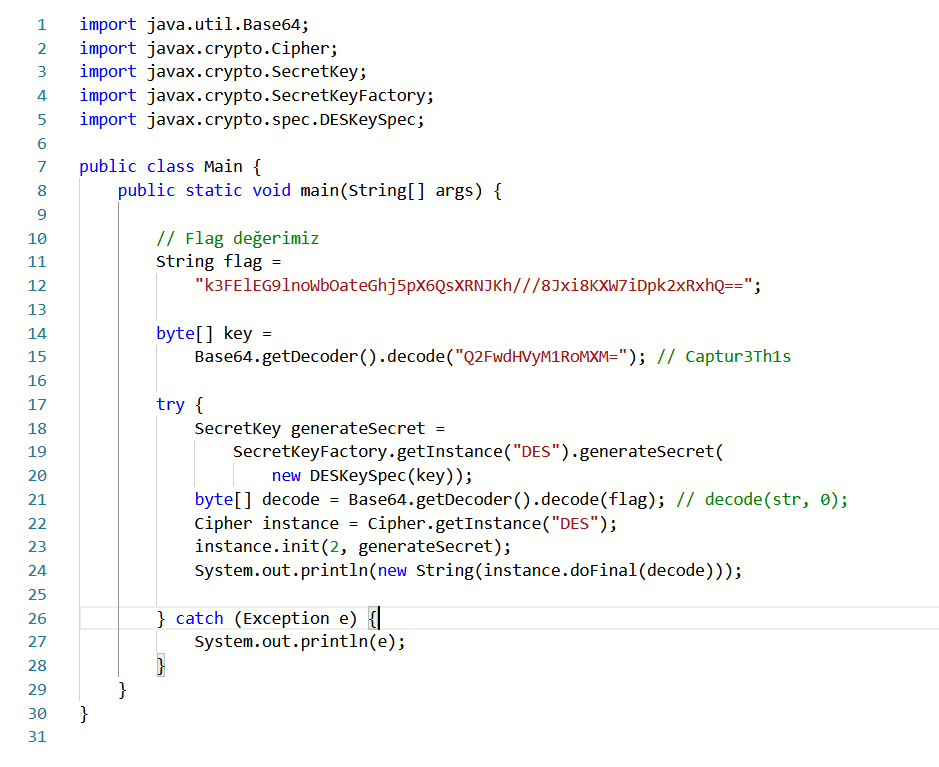 1 import java.util.Base64;
2 import javax.crypto.Cipher;
3 import javax.crypto.SecretKey;
4 import javax.crypto.SecretKeyFactory;
5 import javax.crypto.spec.DESKeySpec;
6
7 public class Main {
8 public static void main(String[] args) {
9
10 // Flag değerimiz
11 String flag =
12 "k3FElEG9lnoWbOateGhj5pX6QsXRNJKh///8Jxi8KXW7iDpk2xRxhQ==";
13
14 byte[] key =
15 Base64.getDecoder().decode("Q2FwdHVyM1RoMXM="); // Captur3Th1s
16
17 try {
18 SecretKey generateSecret =
19 SecretKeyFactory.getInstance("DES").generateSecret(
20 new DESKeySpec(key));
21 byte[] decode = Base64.getDecoder().decode(flag); // decode(str, 0);
22 Cipher instance = Cipher.getInstance("DES");
23 instance.init(2, generateSecret);
24 System.out.println(new String(instance.doFinal(decode)));
25
26 } catch (Exception e) {
27 System.out.println(e);
28 }
29 }
30 }
31